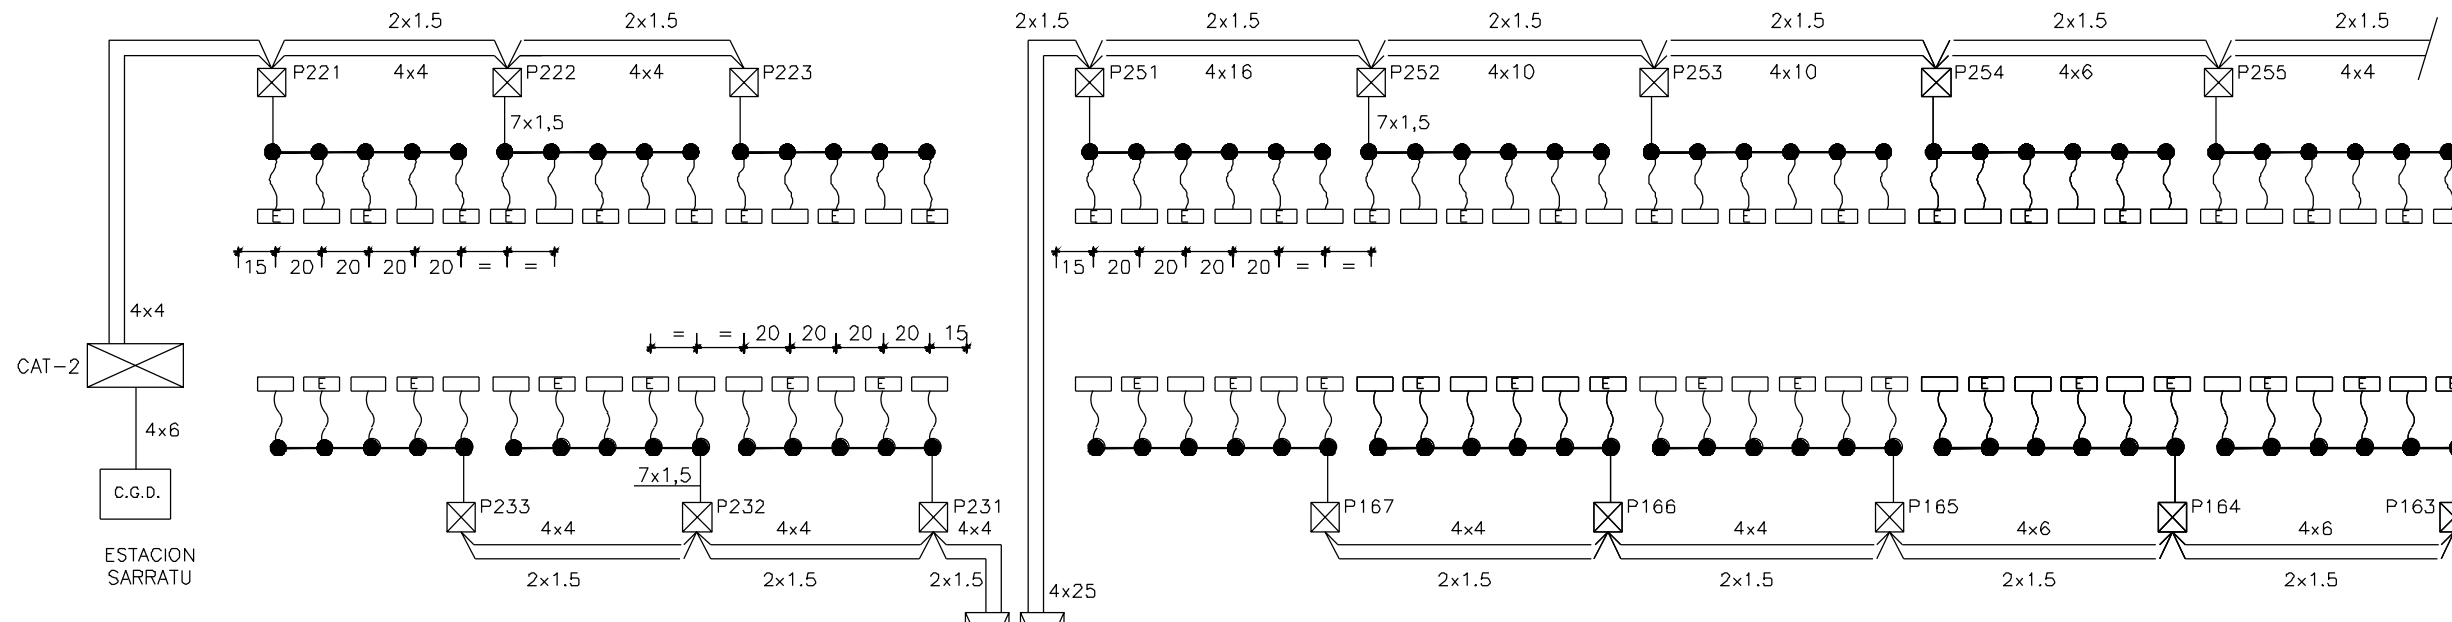 2x1.5 2x1.5 2x1.5 2x1.5 2x1.5 2x1.5 2x1.5 2x1.5
P221 4x4 P222 4x4 P223 P251 4x16 P252 4x10 P253 4x10 P254 4x6 P255 4x4
7x1,5 7x1,5
E E E E E E E E E E E E E E E E E E E E E E
15 20 20 20 20 = = 15 20 20 20 20 = =
4x4
= = 20 20 20 20 15
CAT-2
E E E E E E E E E E E E E E E E E E E E
4x6
7x1,5
C.G.D.
P233 P232 P231 P167 P166 P165 P164 P163
4x4 4x4 4x4 4x4 4x4 4x6 4x6
ESTACION
SARRATU
2x1.5 2x1.5 2x1.5 2x1.5 2x1.5 2x1.5 2x1.5
4x25